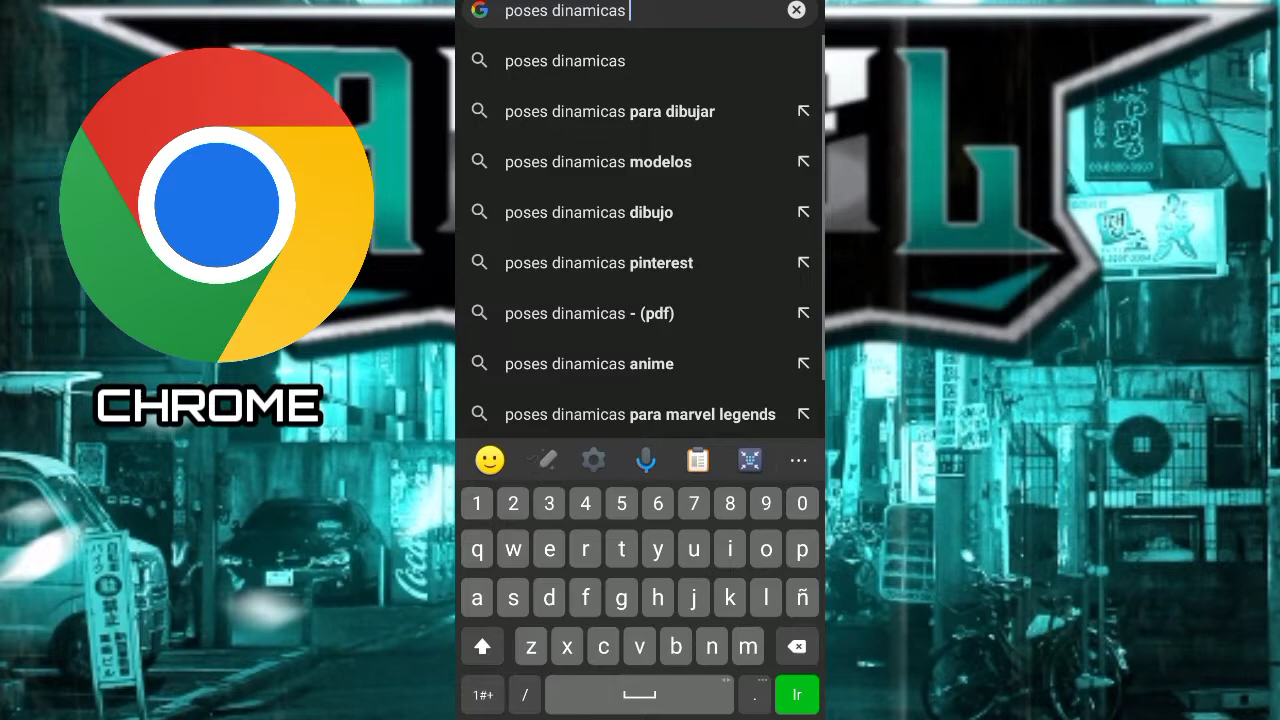 poses dinamicas
poses dinamicas
poses dinamicas para dibujar
poses dinamicas modelos
poses dinamicas dibujo
poses dinamicas pinterest
poses dinamicas - (pdf)
poses dinamicas anime
poses dinamicas para marvel legends
CHROME
Coca
1 2 3 4 5 6 7 8 9 0
q w e r t y u i o p
a s d f g h j k l ñ
z x c v b n m
1#+ / . Ir